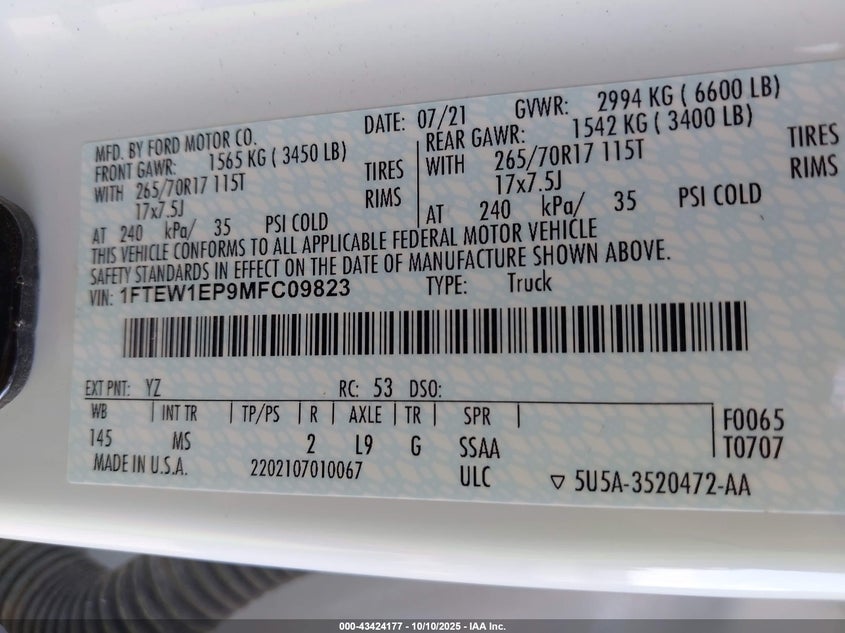 MFD. BY FORD MOTOR CO. DATE: 07/21 GVWR: 2994 KG ( 6600 LB)
FRONT GAWR: 1565 KG ( 3450 LB) REAR GAWR: 1542 KG ( 3400 LB)
WITH 265/70R17 115T TIRES WITH 265/70R17 115T TIRES
17x7.5J RIMS 17x7.5J RIMS
AT 240 kPa/ 35 PSI COLD AT 240 kPa/ 35 PSI COLD
THIS VEHICLE CONFORMS TO ALL APPLICABLE FEDERAL MOTOR VEHICLE
SAFETY STANDARDS IN EFFECT ON THE DATE OF MANUFACTURE SHOWN ABOVE.
VIN: 1FTEW1EP9MFC09823 TYPE: Truck
EXT PNT: YZ RC: 53 DSO:
WB INT TR TP/PS R AXLE TR SPR F0065
145 MS 2 L9 G SSAA T0707
MADE IN U.S.A. 2202107010067 ULC ▽ 5U5A-3520472-AA
000-43424177 - 10/10/2025 - IAA Inc.